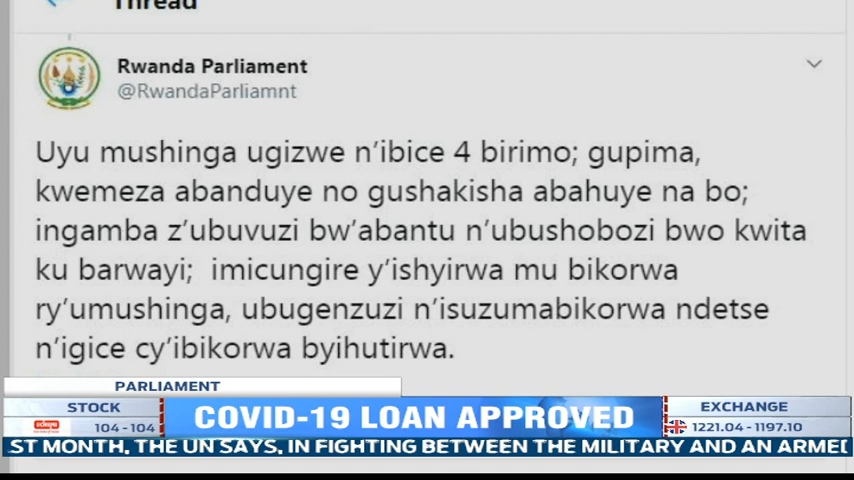 Thread
Rwanda Parliament
@RwandaParliamnt
Uyu mushinga ugizwe n'ibice 4 birimo; gupima,
kwemeza abanduye no gushakisha abahuye na bo;
ingamba z'ubuvuzi bw'abantu n'ubushobozi bwo kwita
ku barwayi; imicungire y'ishyirwa mu bikorwa
ry'umushinga, ubugenzuzi n'isuzumabikorwa ndetse
n'igice cy'ibikorwa byihutirwa.
PARLIAMENT
STOCK
104 - 104
COVID-19 LOAN APPROVED
EXCHANGE
1221.04 - 1197.10
ST MONTH, THE UN SAYS, IN FIGHTING BETWEEN THE MILITARY AND AN ARMED